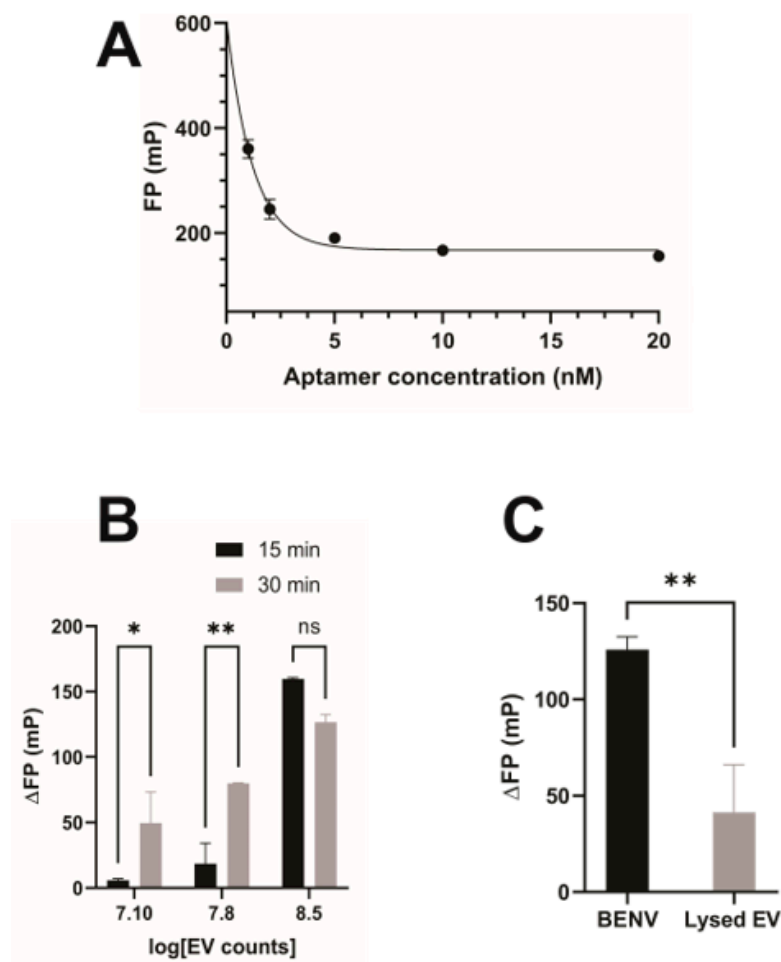 A
600
400
200
FP (mP)
0 5 10 15 20
Aptamer concentration (nM)
B
15 min
30 min
* ** ns
200
150
100
50
0
ΔFP (mP)
7.10 7.8 8.5
log[EV counts]
C
**
150
100
50
0
ΔFP (mP)
BENV Lysed EV